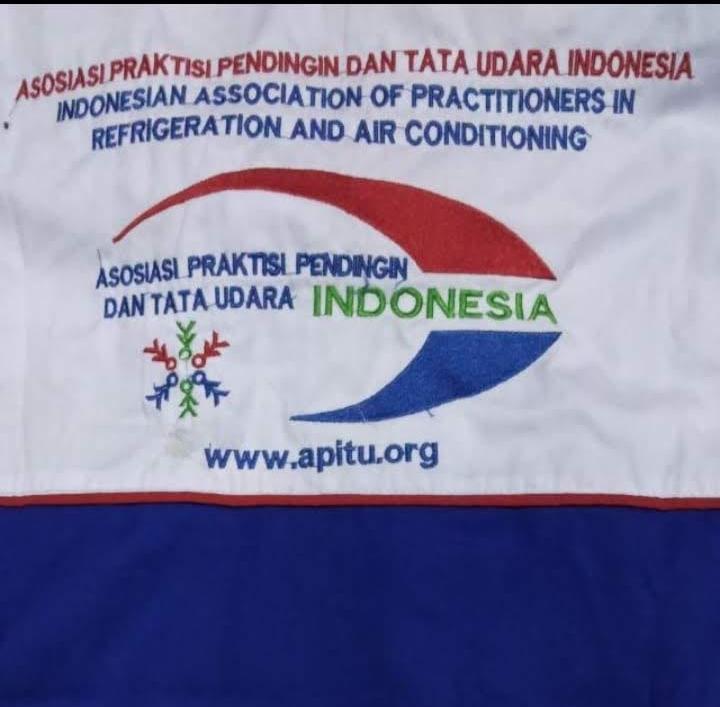 ASOSIASI PRAKTISI PENDINGIN DAN TATA UDARA INDONESIA
INDONESIAN ASSOCIATION OF PRACTITIONERS IN
REFRIGERATION AND AIR CONDITIONING
ASOSIASI PRAKTISI PENDINGIN
DAN TATA UDARA INDONESIA
www.apitu.org